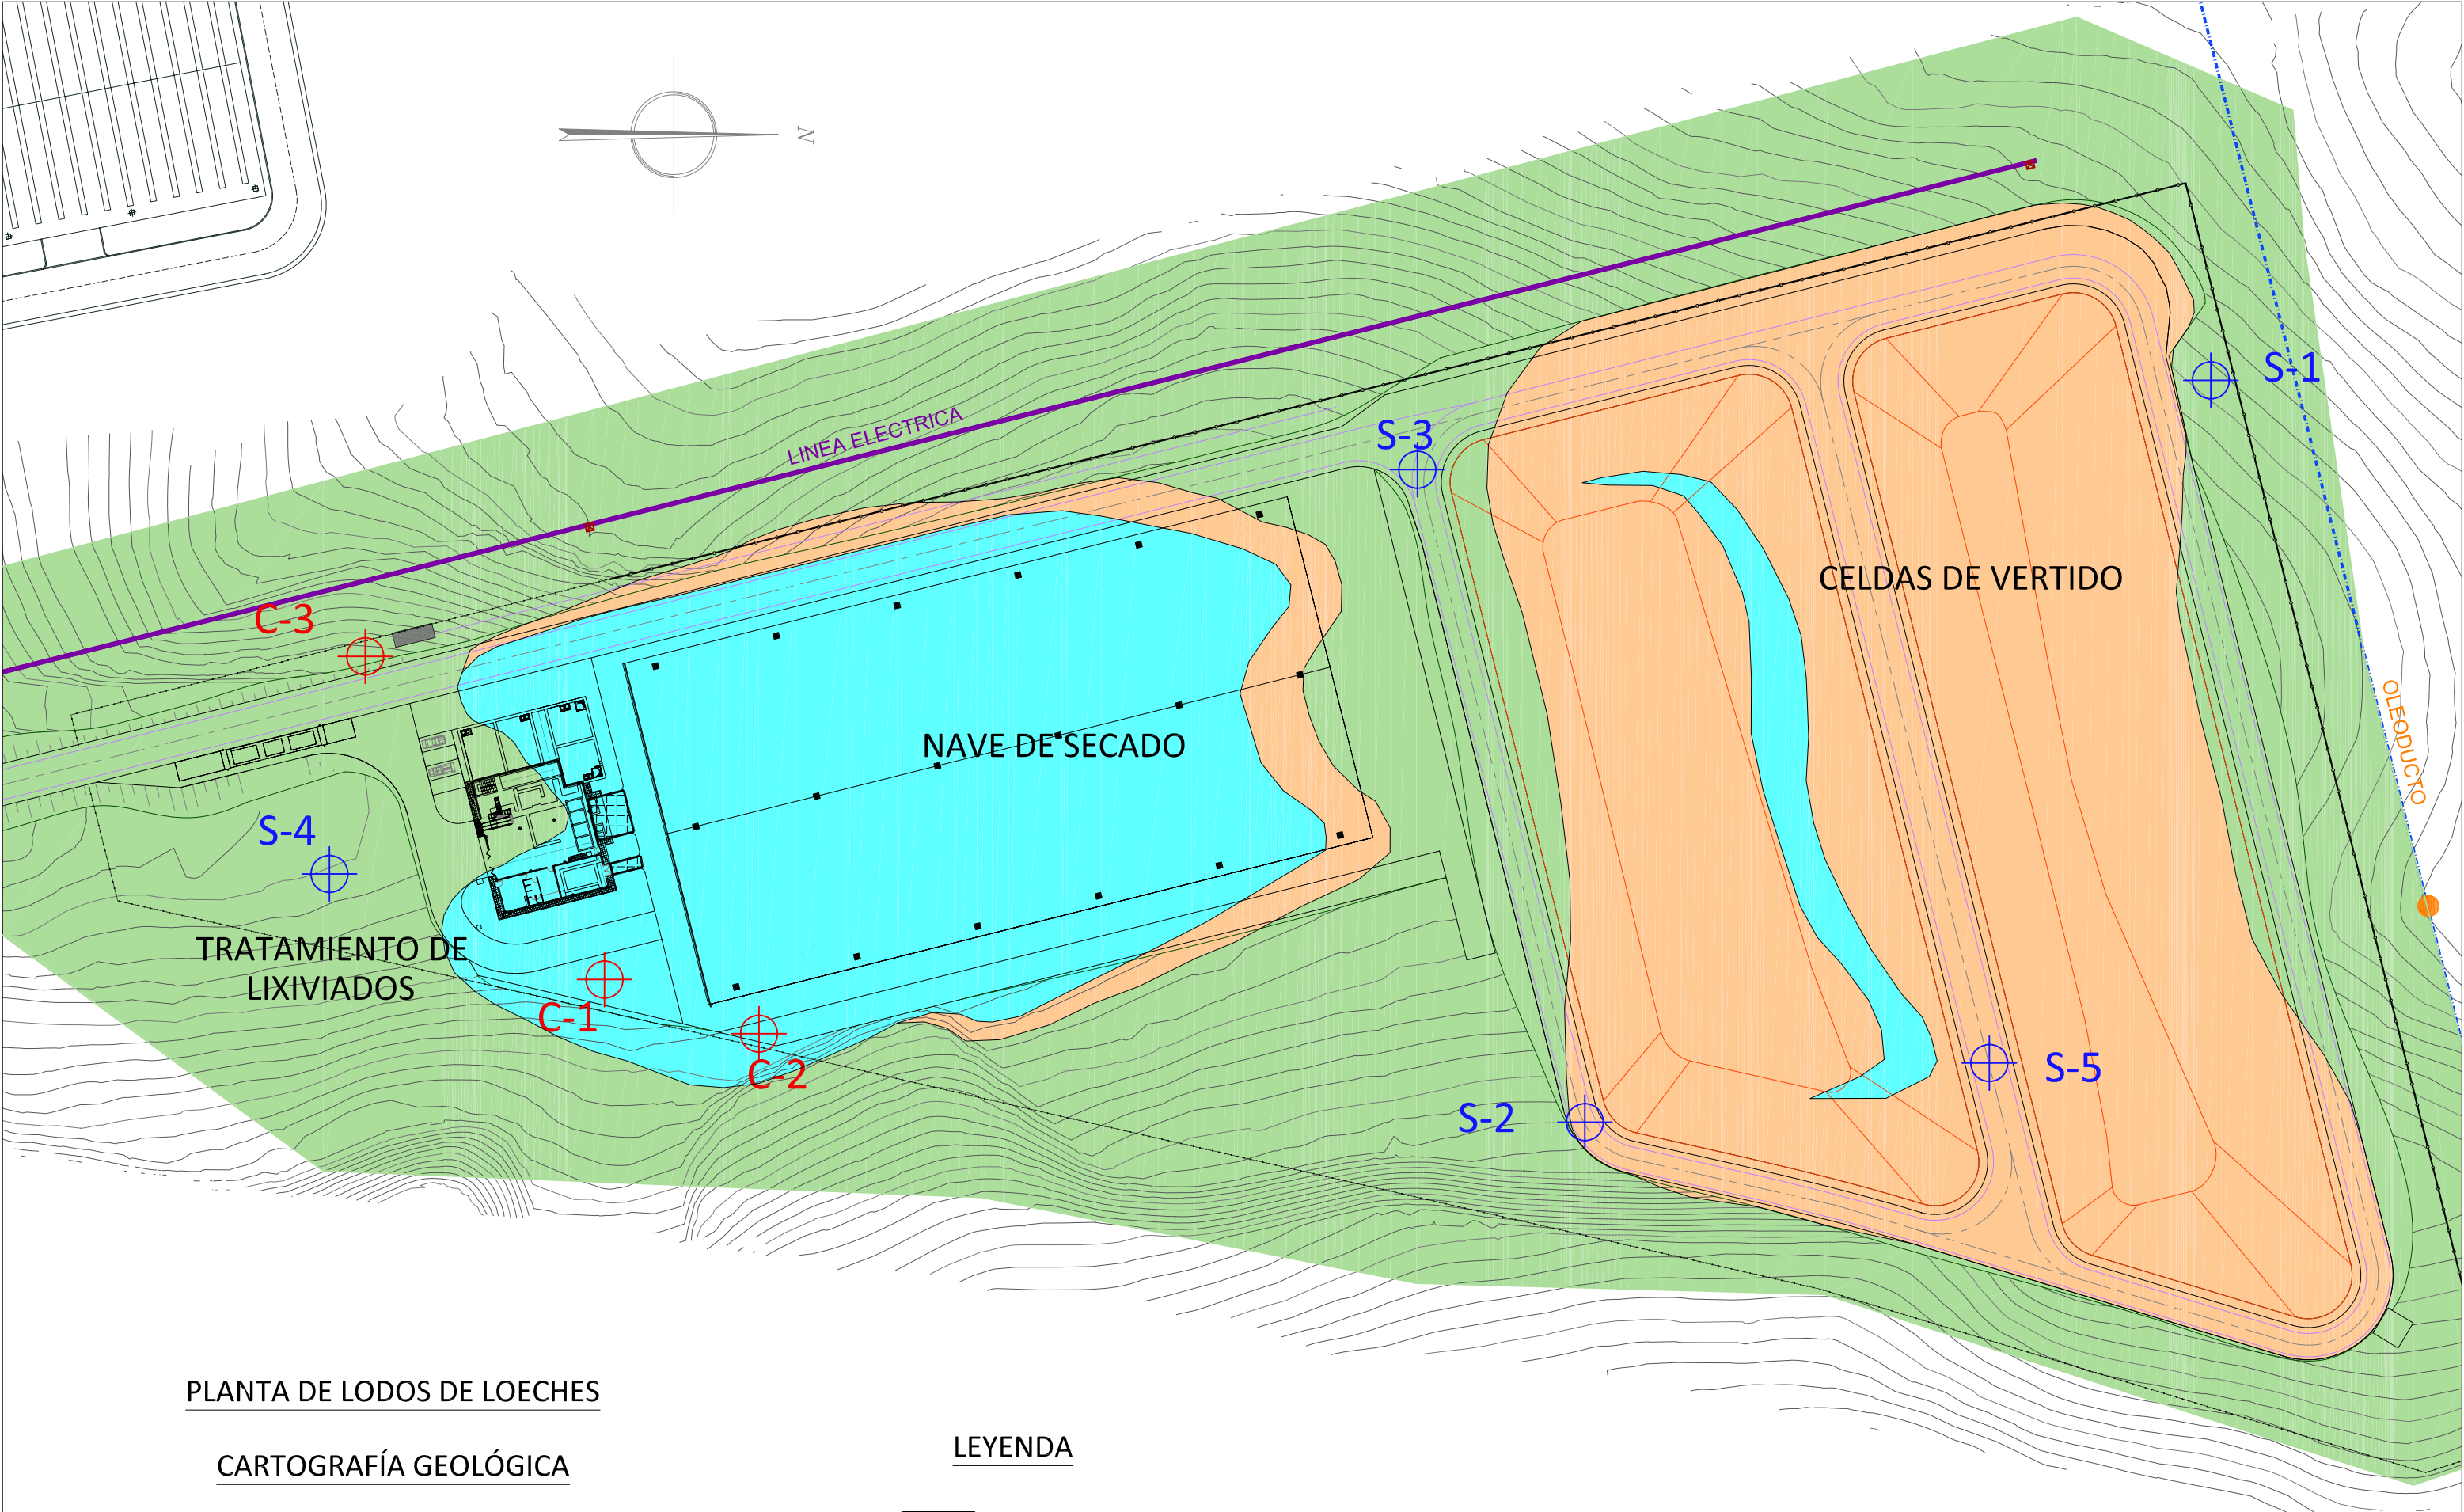 N
S-1
LINEA ELECTRICA
S-3
CELDAS DE VERTIDO
C-3
NAVE DE SECADO
OLEODUCTO
S-4
TRATAMIENTO DE
LIXIVIADOS
C-1
C-2
S-5
S-2
PLANTA DE LODOS DE LOECHES
LEYENDA
CARTOGRAFÍA GEOLÓGICA